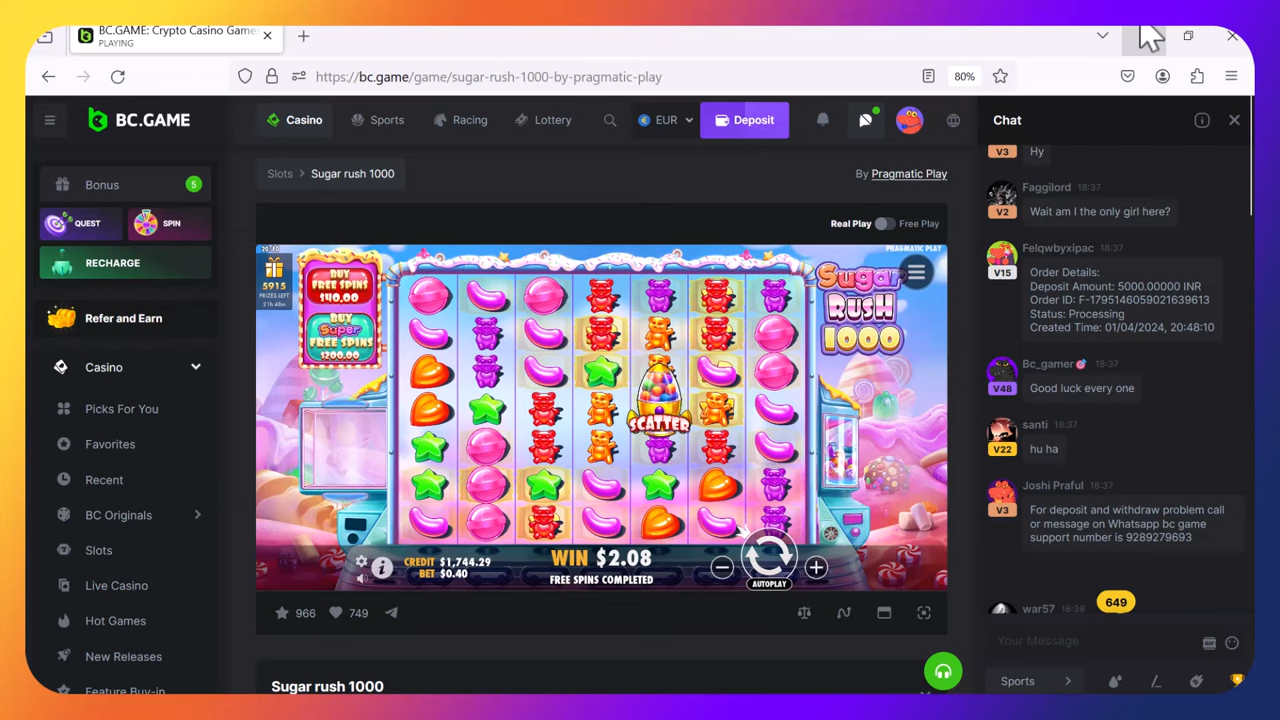 BC.GAME: Crypto Casino Game
PLAYING
https://bc.game/game/sugar-rush-1000-by-pragmatic-play
80%
BC.GAME
Casino
Sports
Racing
Lottery
EUR
Deposit
Chat
Bonus
5
QUEST
SPIN
RECHARGE
Refer and Earn
Casino
Picks For You
Favorites
Recent
BC Originals
Slots
Live Casino
Hot Games
New Releases
Feature Buy-in
Slots > Sugar rush 1000
By Pragmatic Play
Real Play
Free Play
20:40
PRAGMATIC PLAY
5915
PRIZES LEFT
21h 48m
BUY
FREE SPINS
$40.00
BUY
Super
FREE SPINS
$200.00
Sugar
RUSH
1000
SCATTER
CREDIT $1,744.29
BET $0.40
WIN $2.08
FREE SPINS COMPLETED
AUTOPLAY
966
749
Sugar rush 1000
V3
Hy
Faggilord 18:37
V2
Wait am I the only girl here?
Felqwbyxipac 18:37
V15
Order Details:
Deposit Amount: 5000.00000 INR
Order ID: F-1795146059021639613
Status: Processing
Created Time: 01/04/2024, 20:48:10
Bc_gamer🎯 18:37
V48
Good luck every one
santi 18:37
V22
hu ha
Joshi Praful 18:37
V3
For deposit and withdraw problem call
or message on Whatsapp bc game
support number is 9289279693
war57 18:38
649
Your Message
Sports